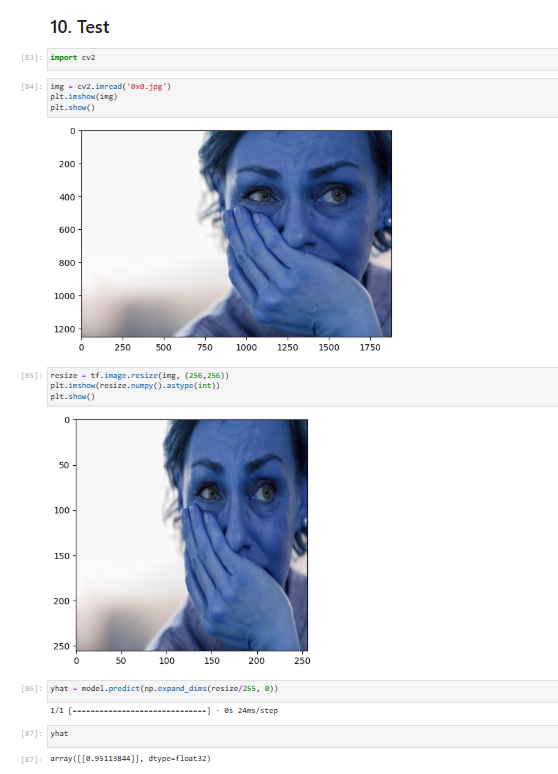 10. Test
[83]: import cv2
[84]: img = cv2.imread('0x0.jpg')
plt.imshow(img)
plt.show()
0
200
400
600
800
1000
1200
0 250 500 750 1000 1250 1500 1750
[85]: resize = tf.image.resize(img, (256,256))
plt.imshow(resize.numpy().astype(int))
plt.show()
0
50
100
150
200
250
0 50 100 150 200 250
[86]: yhat = model.predict(np.expand_dims(resize/255, 0))
1/1 [==============================] - 0s 24ms/step
[87]: yhat
[87]: array([[0.95113844]], dtype=float32)